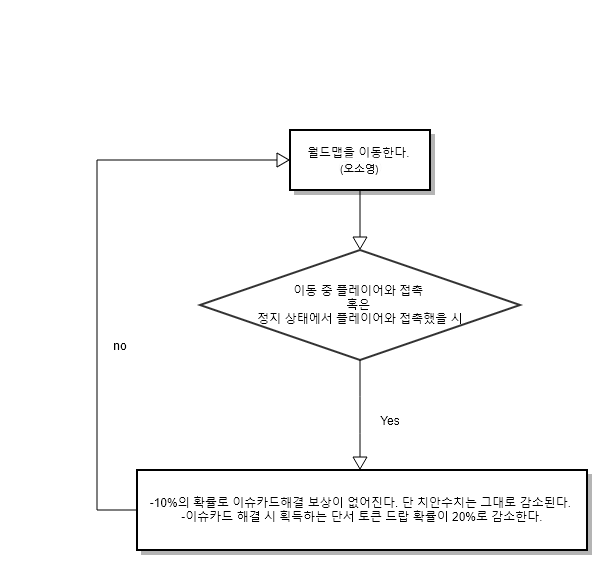 월드맵을 이동한다.
(오소영)
이동 중 플레이어와 접촉
혹은
정지 상태에서 플레이어와 접촉했을 시
no
Yes
-10%의 확률로 이슈카드해결 보상이 없어진다. 단 치안수치는 그대로 감소된다.
-이슈카드 해결 시 획득하는 단서 토큰 드랍 확률이 20%로 감소한다.